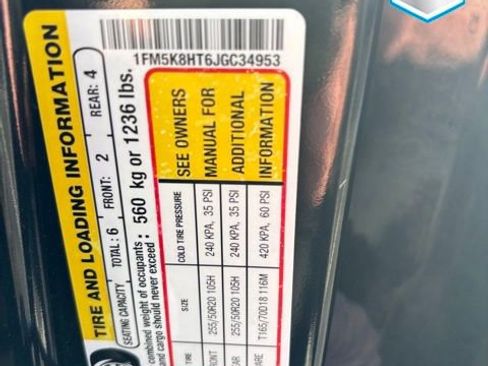 1FM5K8HT6JGC34953
TIRE AND LOADING INFORMATION
SEATING CAPACITY TOTAL: 6 FRONT: 2 REAR: 4
combined weight of occupants
and cargo should never exceed: 560 kg or 1236 lbs.
TIRE SIZE COLD TIRE PRESSURE SEE OWNERS
255/50R20 105H 240 KPA, 35 PSI MANUAL FOR
255/50R20 105H 240 KPA, 35 PSI ADDITIONAL
T165/70D18 116M 420 KPA, 60 PSI INFORMATION